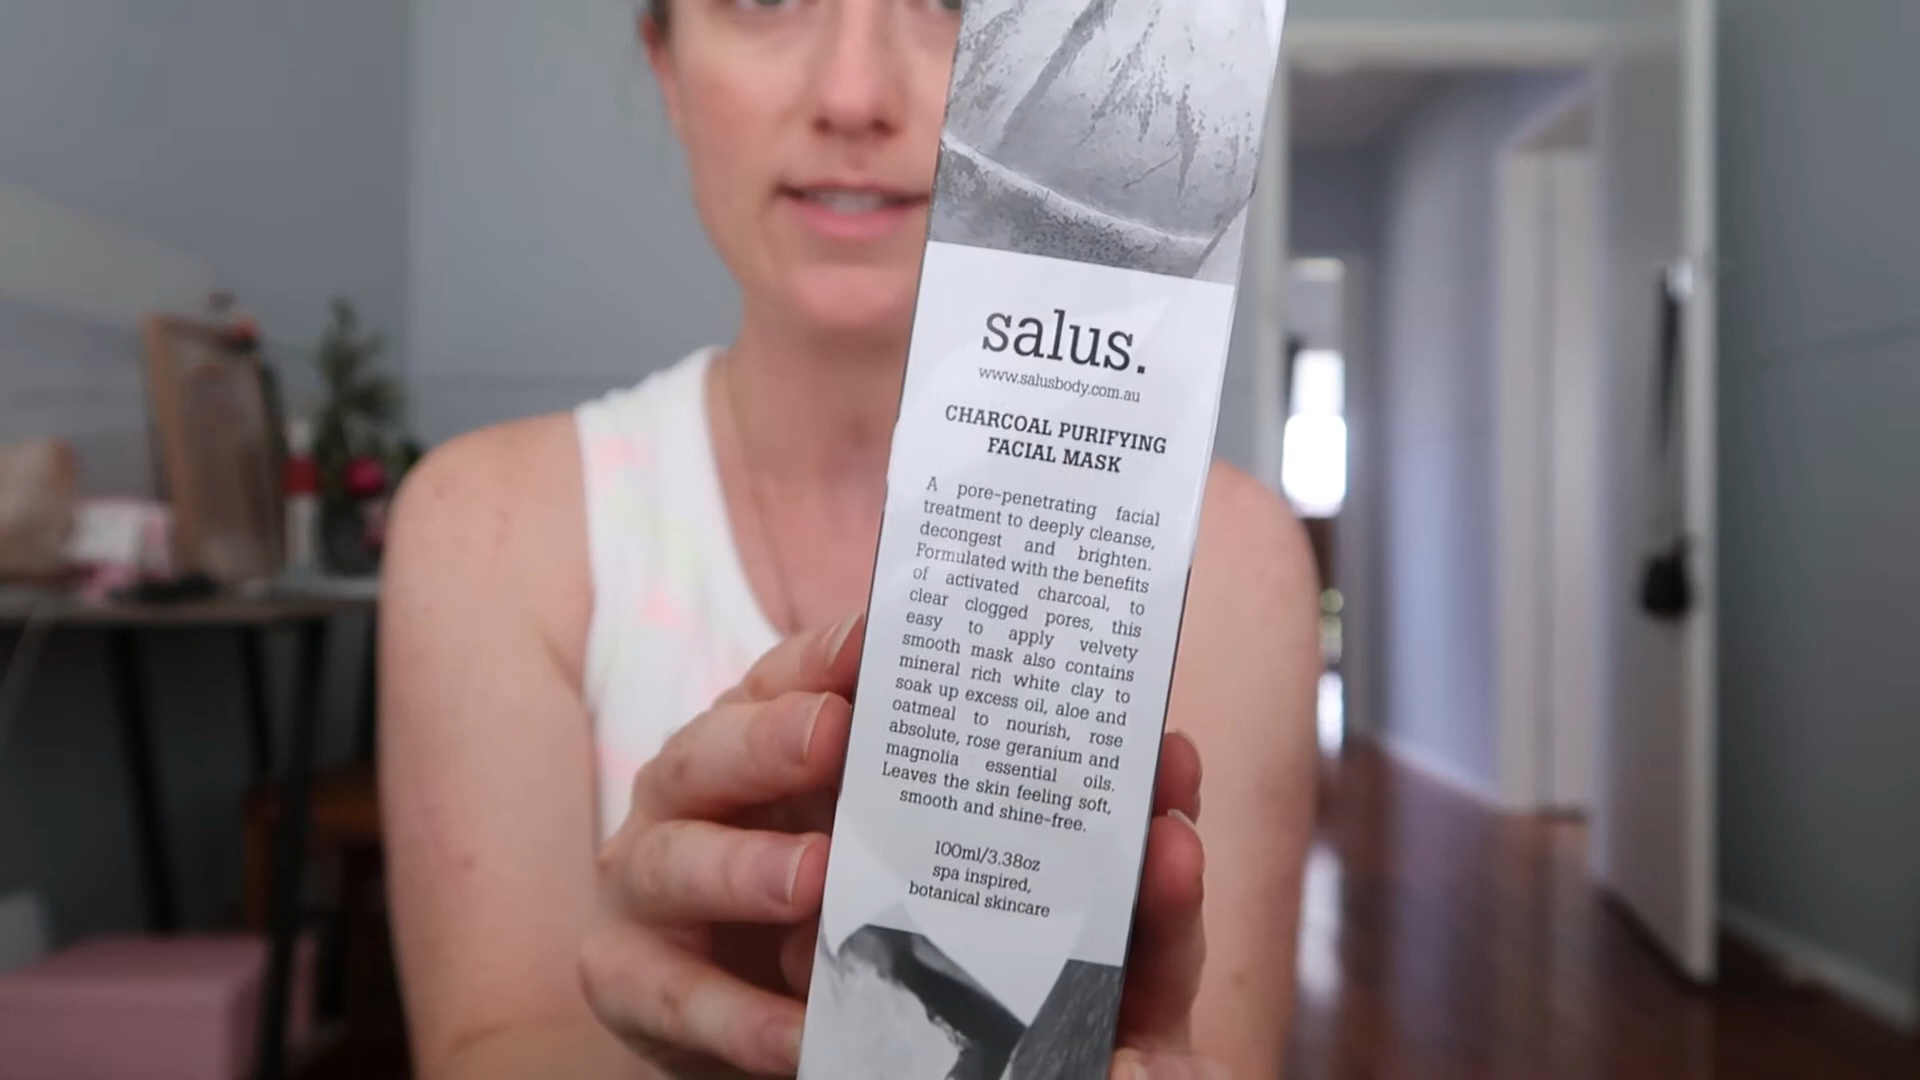 salus.
www.salusbody.com.au
CHARCOAL PURIFYING
FACIAL MASK
A pore-penetrating facial
treatment to deeply cleanse,
decongest and brighten.
Formulated with the benefits
of activated charcoal, to
clear clogged pores, this
easy to apply velvety
smooth mask also contains
mineral rich white clay to
soak up excess oil, aloe and
oatmeal to nourish, rose
absolute, rose geranium and
magnolia essential oils.
Leaves the skin feeling soft,
smooth and shine-free.
100ml/3.38oz
spa inspired,
botanical skincare